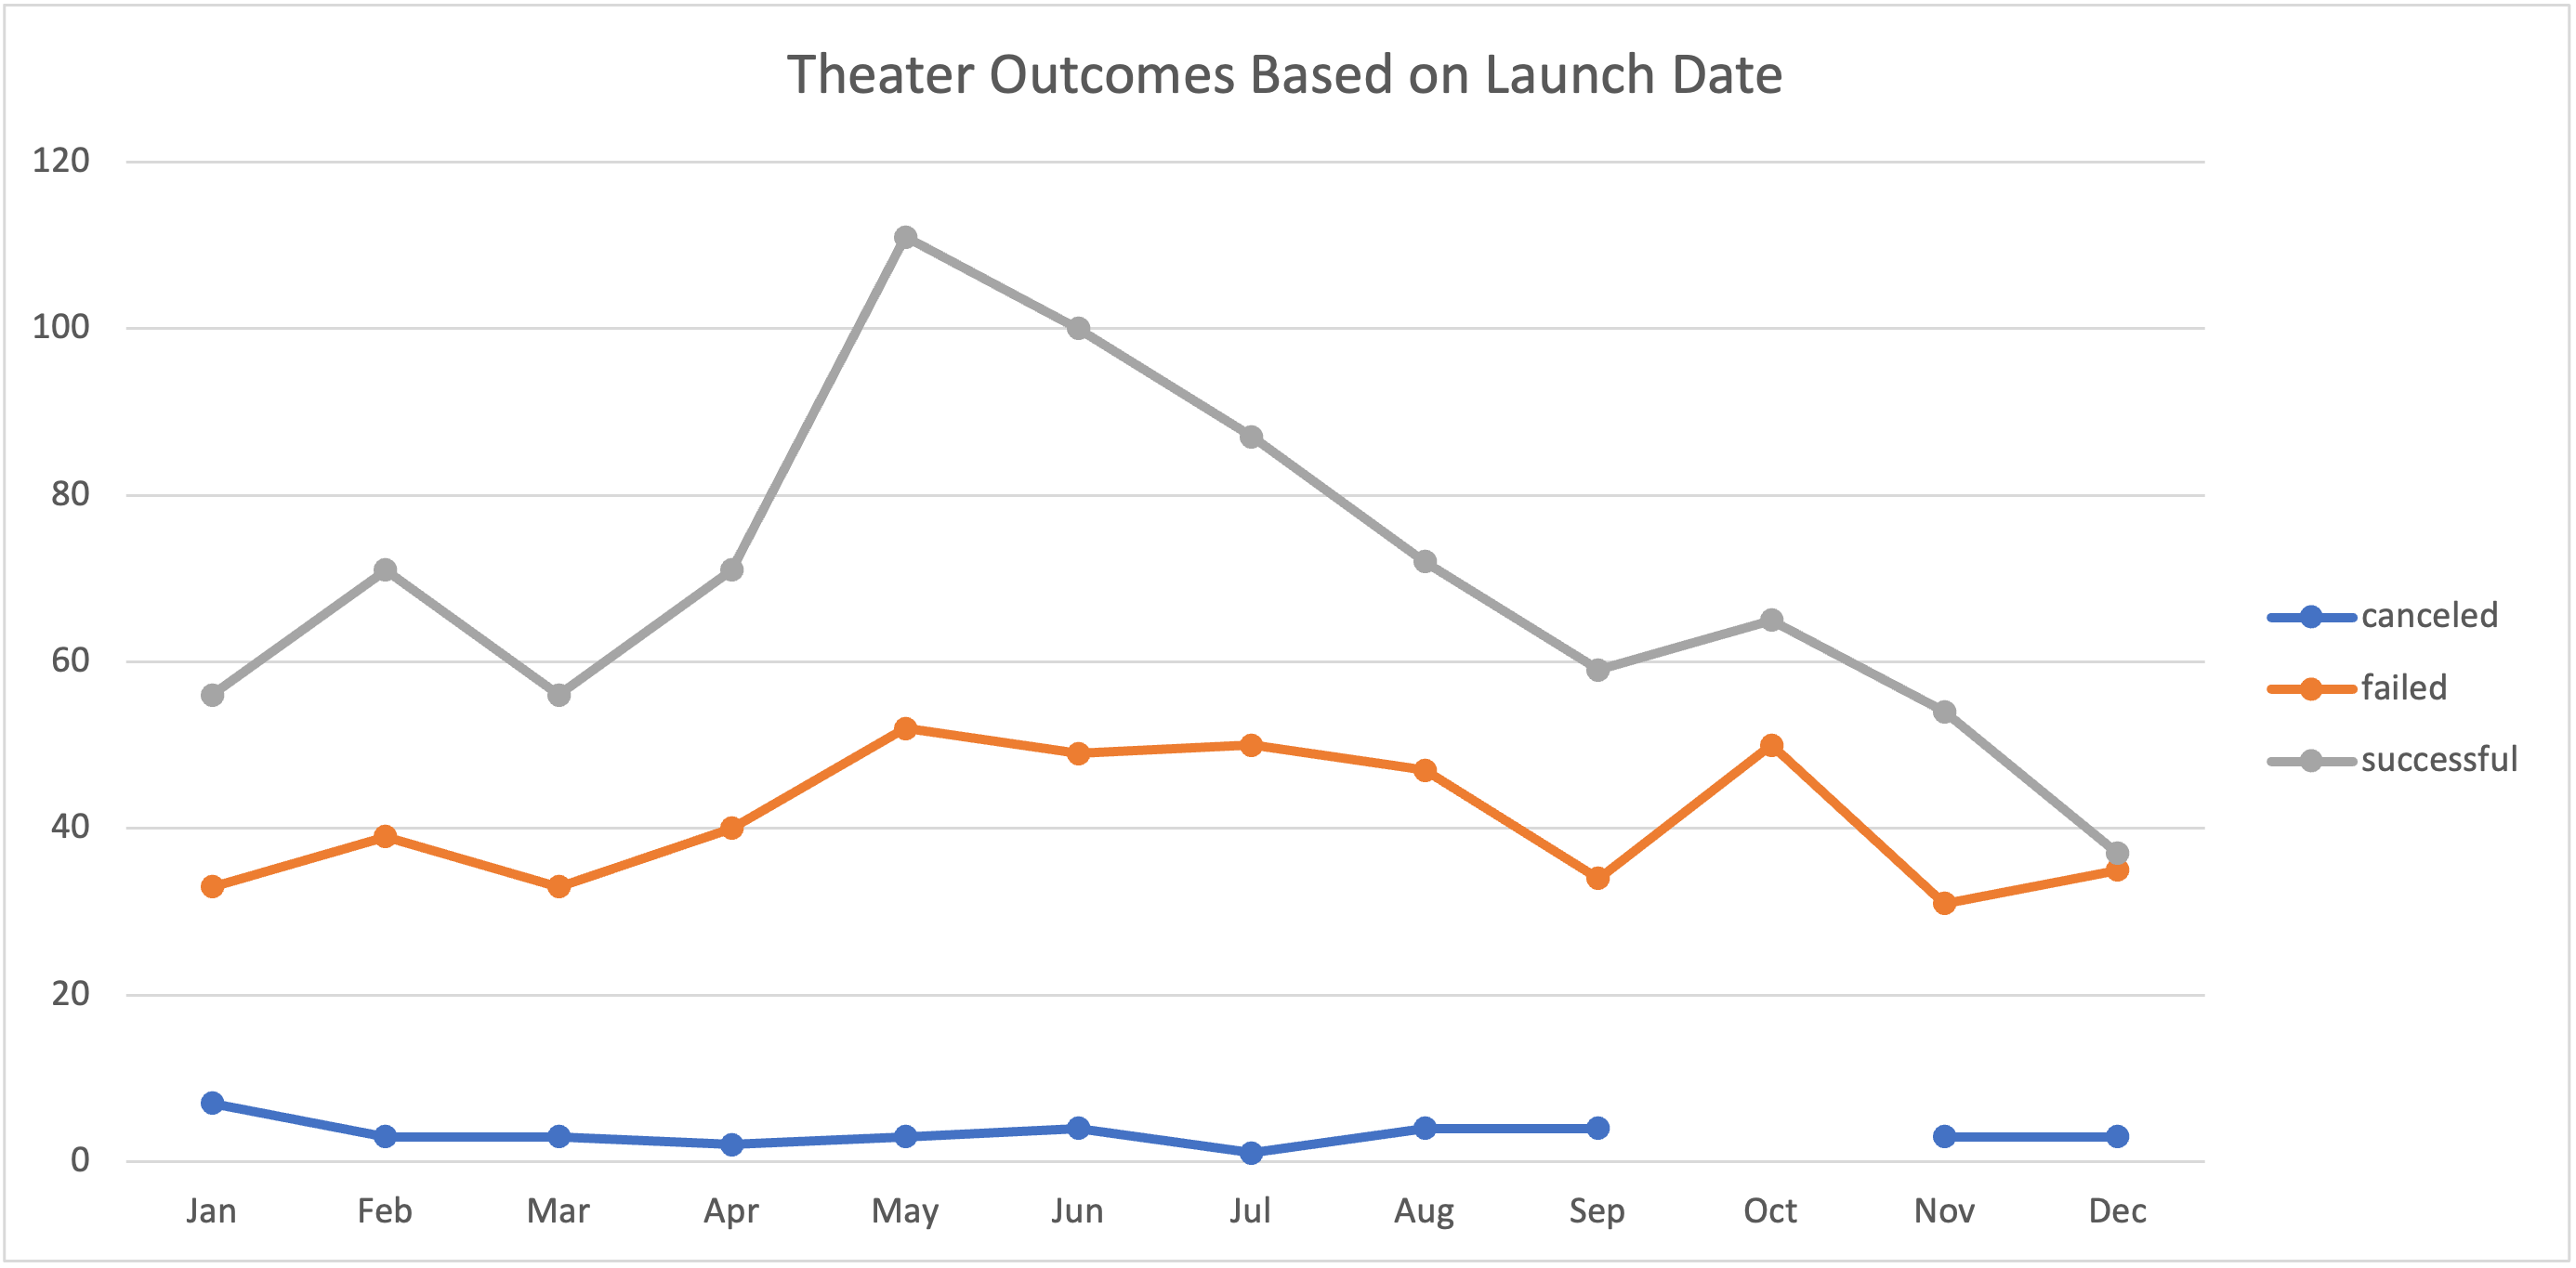 Theater Outcomes Based on Launch Date
120
100
80
60
40
20
0
Jan Feb Mar Apr May Jun Jul Aug Sep Oct Nov Dec
canceled
failed
successful